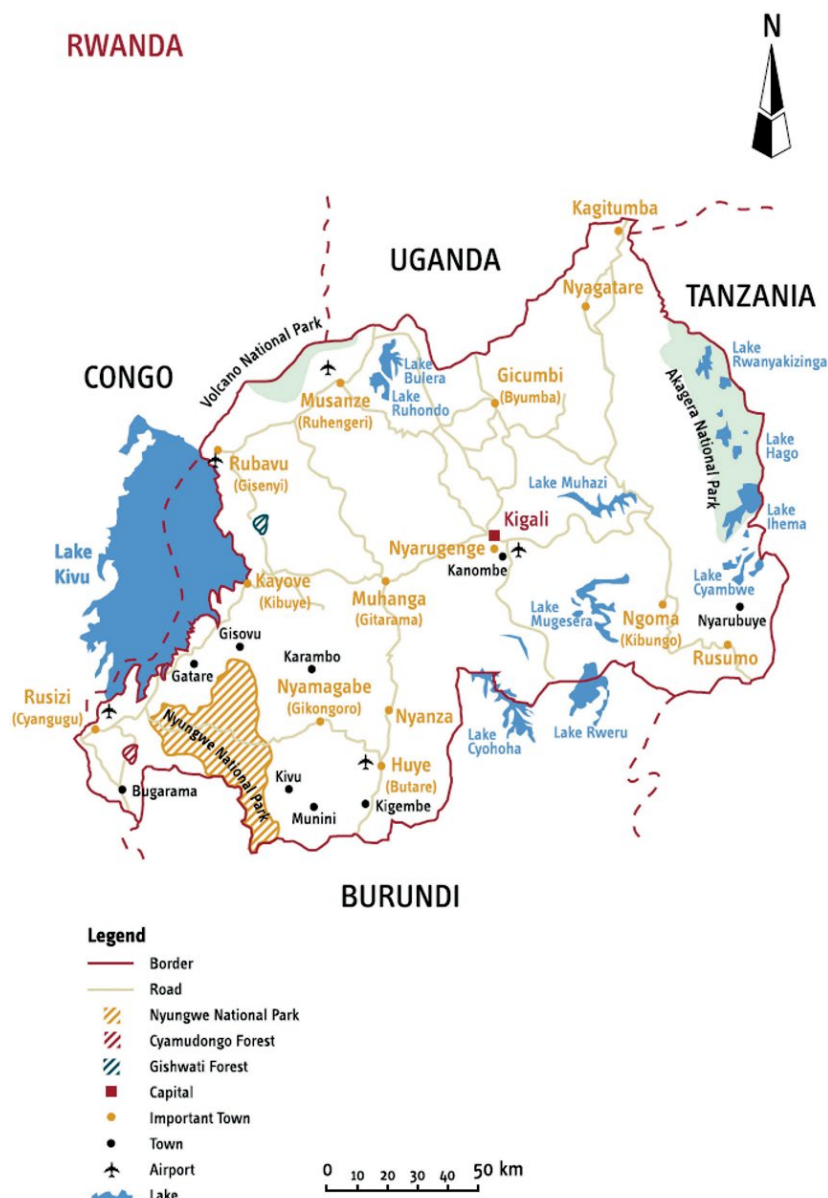 RWANDA
N
Kagitumba
UGANDA
Nyagatare
TANZANIA
Volcano National Park
CONGO
Lake
Bulera
Lake
Ruhondo
Gicumbi
(Byumba)
Lake
Rwanyakizinga
Akagera National Park
Musanze
(Ruhengeri)
Lake
Hago
Rubavu
(Gisenyi)
Lake Muhazi
Lake
Ihema
Kigali
Lake
Kivu
Nyarugenge
Kanombe
Kayove
(Kibuye)
Muhanga
(Gitarama)
Lake
Cyambwe
Lake
Mugesera
Ngoma
(Kibungo)
Nyarubuye
Gisovu
Karambo
Rusumo
Gatare
Nyamagabe
(Gikongoro)
Rusizi
(Cyangugu)
Nyanza
Lake
Cyohoha
Lake Rweru
Nyungwe National Park
Huye
(Butare)
Bugarama
Kivu
Munini
Kigembe
BURUNDI
Legend
Border
Road
Nyungwe National Park
Cyamudongo Forest
Gishwati Forest
Capital
Important Town
Town
Airport
Lake
0 10 20 30 40 50 km